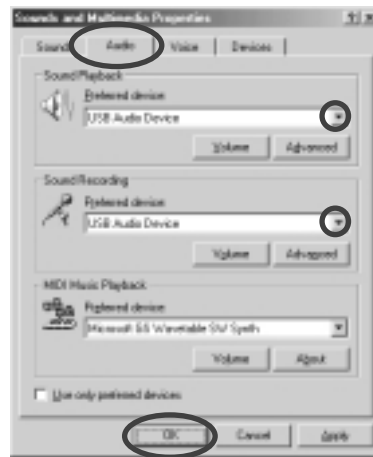 Sounds and Multimedia Properties
Sounds Audio Voice Devices
Sound Playback
Preferred device:
USB Audio Device
Volume Advanced
Sound Recording
Preferred device:
USB Audio Device
Volume Advanced
MIDI Music Playback
Preferred device:
Microsoft GS Wavetable SW Synth
Volume About
Use only preferred devices
OK Cancel Apply